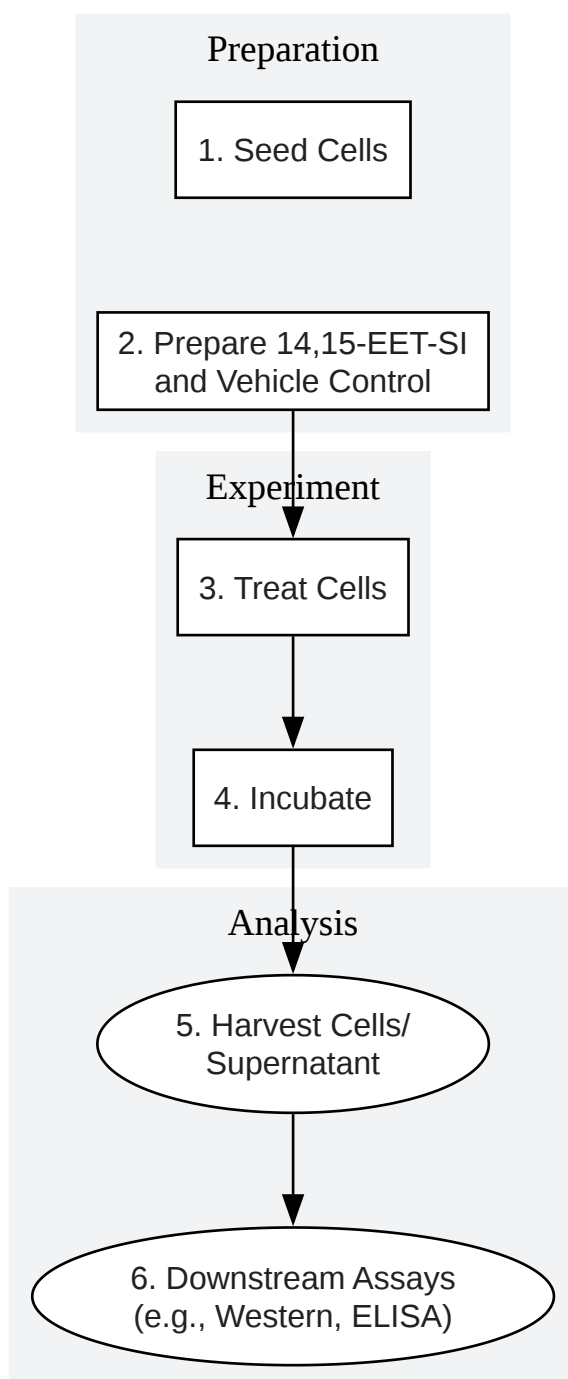 Preparation
1. Seed Cells
2. Prepare 14,15-EET-SI
and Vehicle Control
Experiment
3. Treat Cells
4. Incubate
Analysis
5. Harvest Cells/
Supernatant
6. Downstream Assays
(e.g., Western, ELISA)